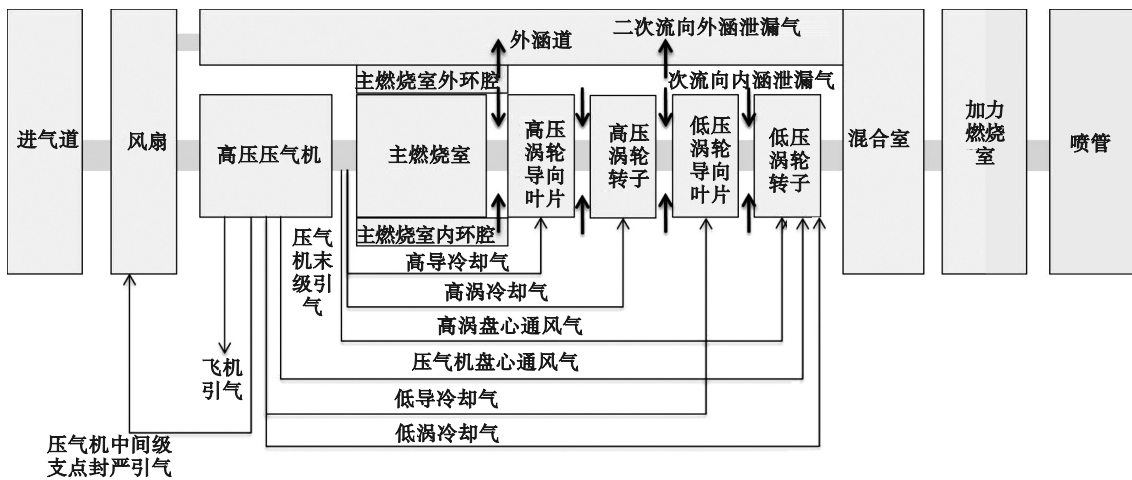 外涵道
二次流向外涵泄漏气
主燃烧室外环腔
次流向内涵泄漏气
进气道
风扇
高压压气机
主燃烧室
高压
涡轮
导向
叶片
高压
涡轮
转子
低压
涡轮
导向
叶片
低压
涡轮
转子
混合室
加力
燃烧
室
喷管
主燃烧室内环腔
压气
机末
级引
气
高导冷却气
高涡冷却气
高涡盘心通风气
飞机
引气
压气机盘心通风气
低导冷却气
低涡冷却气
压气机中间级
支点封严引气